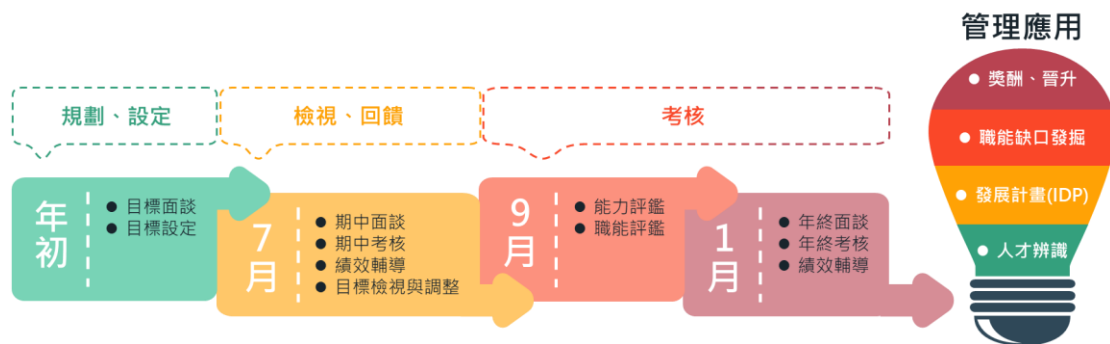 管理應用
規劃、設定
檢視、回饋
考核
年初
● 目標面談
● 目標設定
7月
● 期中面談
● 期中考核
● 績效輔導
● 目標檢視與調整
9月
● 能力評鑑
● 職能評鑑
1月
● 年終面談
● 年終考核
● 績效輔導
● 獎酬、晉升
● 職能缺口發掘
● 發展計畫(IDP)
● 人才辨識